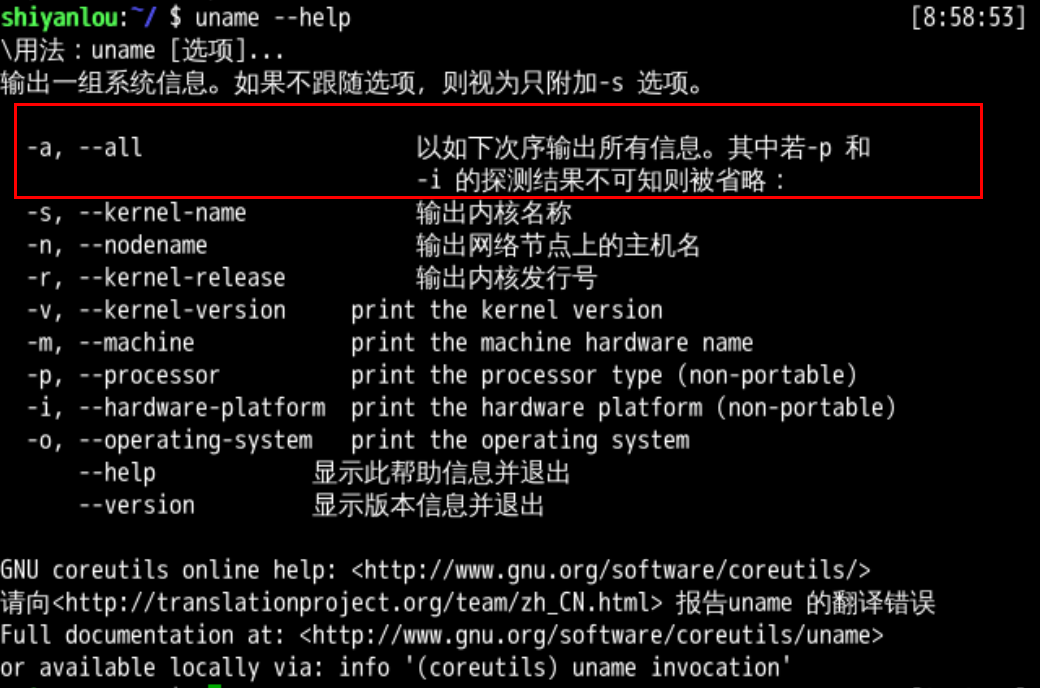 shiyanlou:~/ $ uname --help [8:58:53]
\用法：uname [选项]...
输出一组系统信息。如果不跟随选项，则视为只附加-s 选项。
-a, --all 以如下次序输出所有信息。其中若-p 和
-i 的探测结果不可知则被省略：
-s, --kernel-name 输出内核名称
-n, --nodename 输出网络节点上的主机名
-r, --kernel-release 输出内核发行号
-v, --kernel-version print the kernel version
-m, --machine print the machine hardware name
-p, --processor print the processor type (non-portable)
-i, --hardware-platform print the hardware platform (non-portable)
-o, --operating-system print the operating system
--help 显示此帮助信息并退出
--version 显示版本信息并退出
GNU coreutils online help: <http://www.gnu.org/software/coreutils/>
请向<http://translationproject.org/team/zh_CN.html> 报告uname 的翻译错误
Full documentation at: <http://www.gnu.org/software/coreutils/uname>
or available locally via: info '(coreutils) uname invocation'